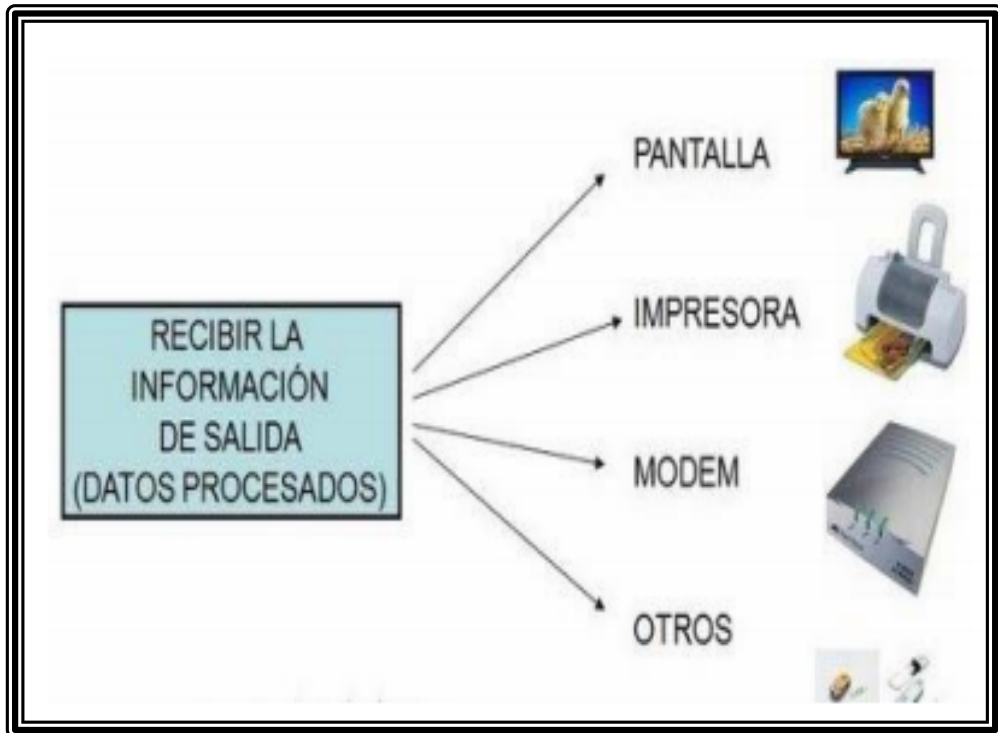 RECIBIR LA
INFORMACIÓN
DE SALIDA
(DATOS PROCESADOS)
PANTALLA
IMPRESORA
MODEM
OTROS